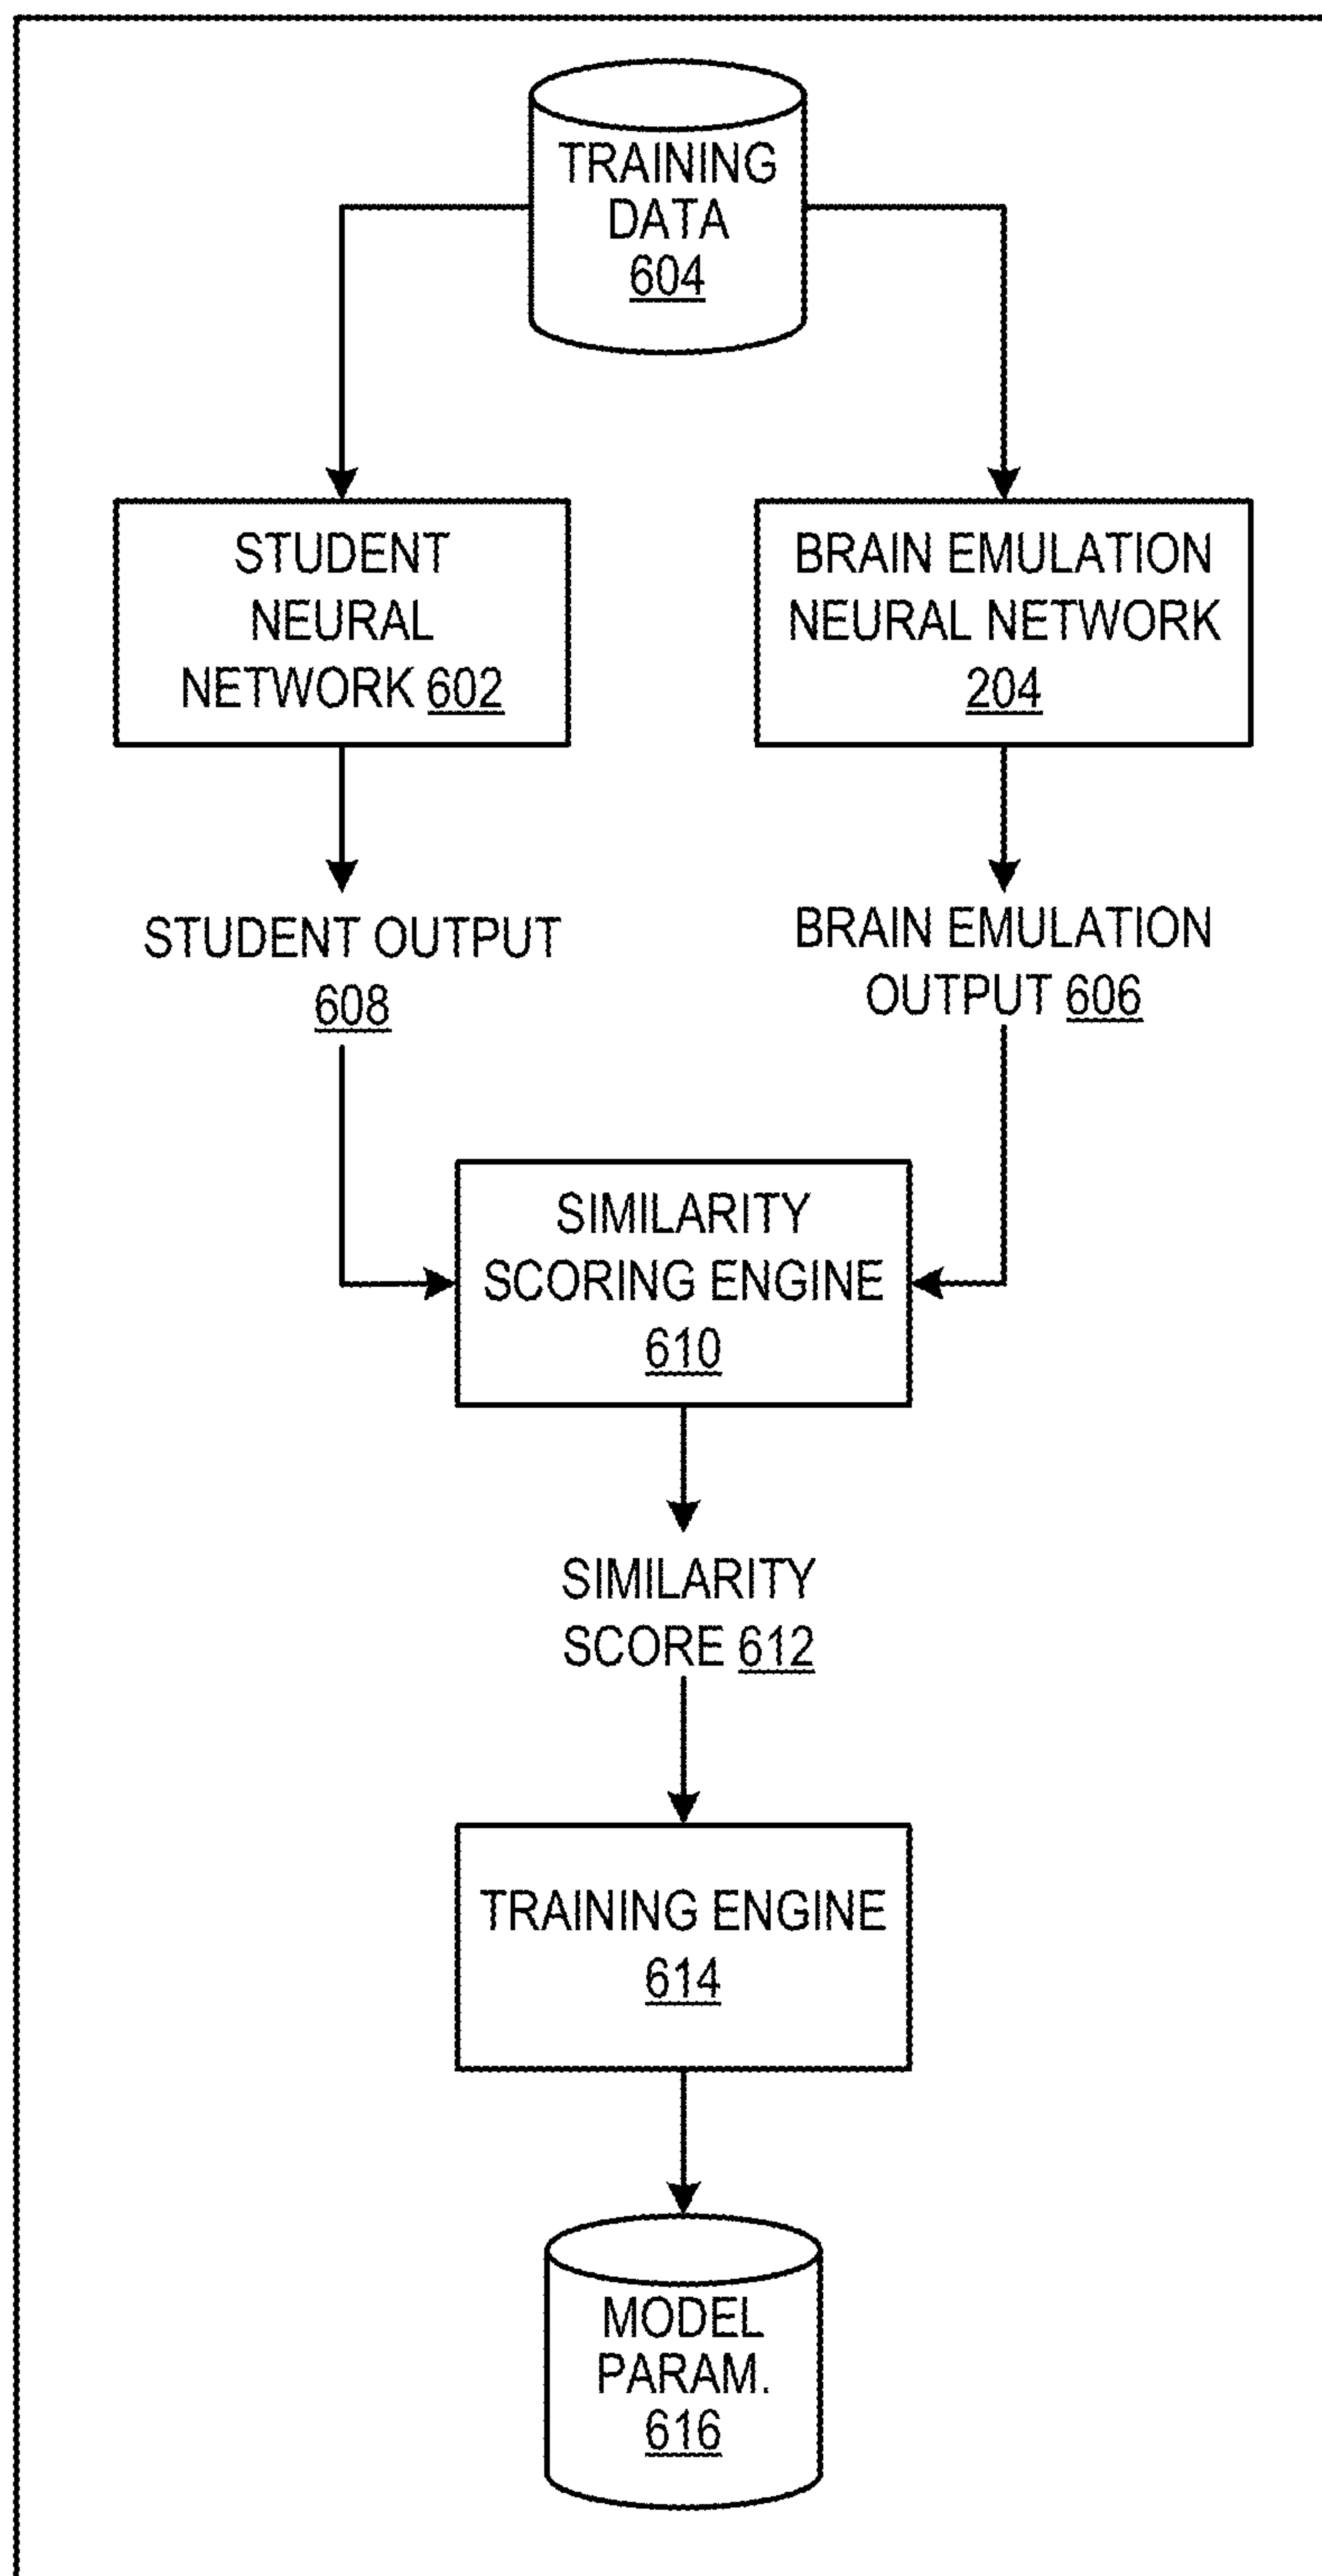 TRAINING
DATA
604
STUDENT
NEURAL
NETWORK 602
BRAIN EMULATION
NEURAL NETWORK
204
STUDENT OUTPUT
608
BRAIN EMULATION
OUTPUT 606
SIMILARITY
SCORING ENGINE
610
SIMILARITY
SCORE 612
TRAINING ENGINE
614
MODEL
PARAM.
616